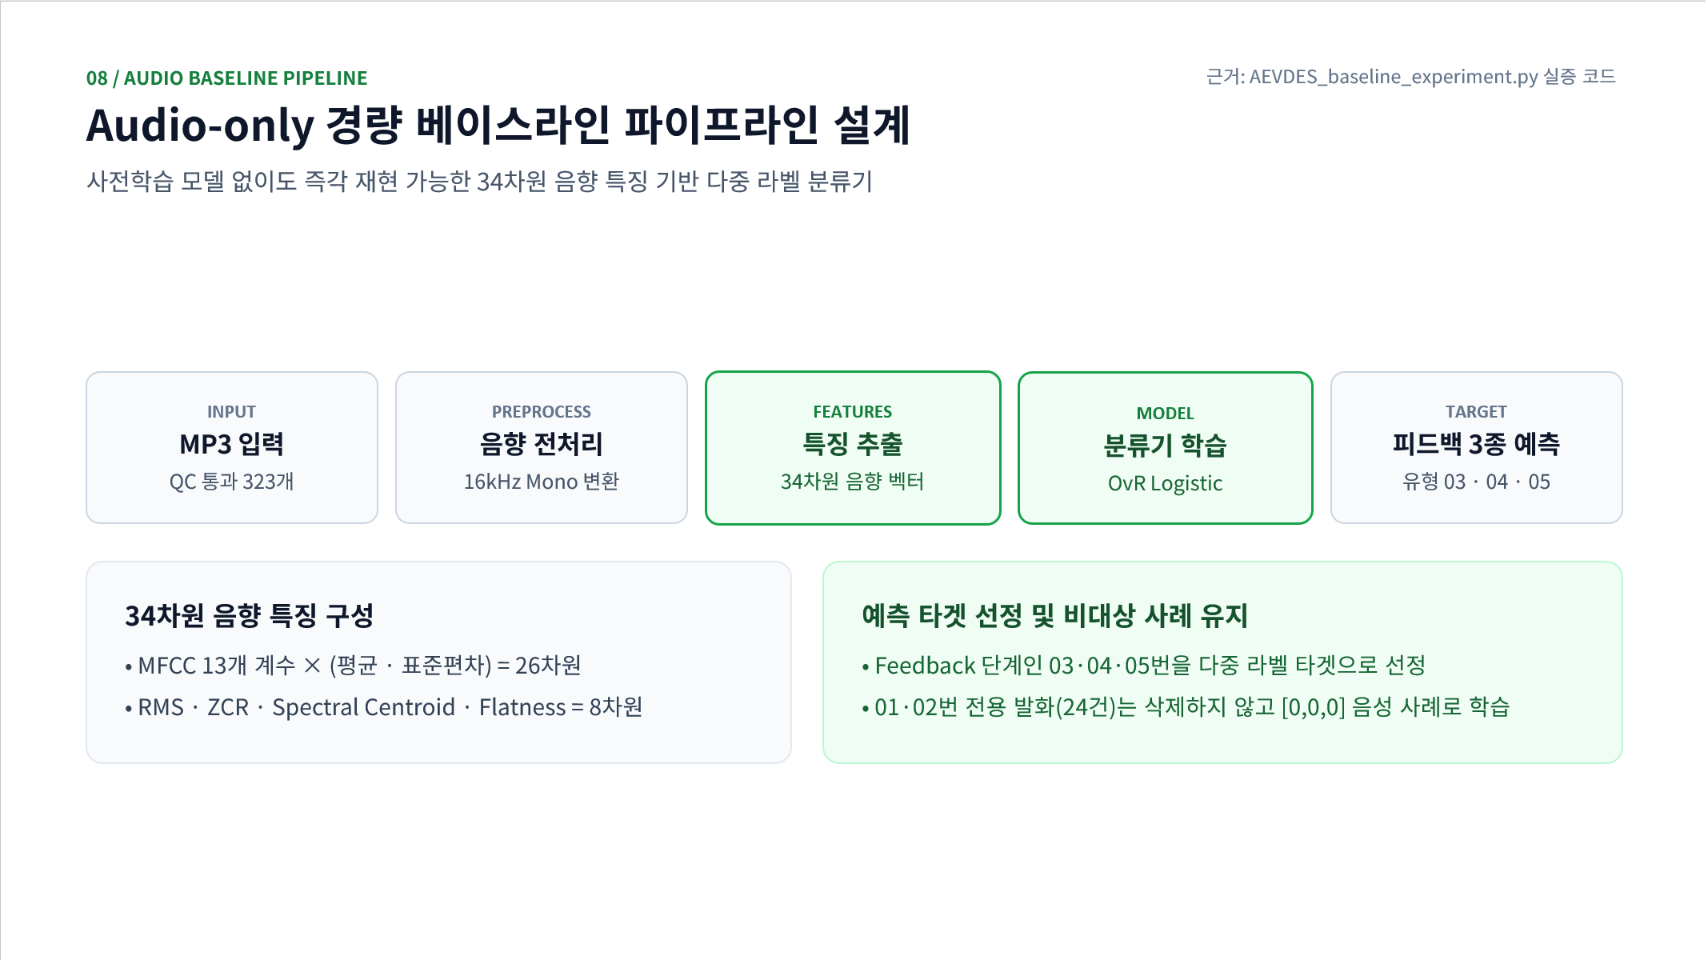 08 / AUDIO BASELINE PIPELINE
근거: AEVDES_baseline_experiment.py 실증 코드
Audio-only 경량 베이스라인 파이프라인 설계
사전학습 모델 없이도 즉각 재현 가능한 34차원 음향 특징 기반 다중 라벨 분류기
INPUT
MP3 입력
QC 통과 323개
PREPROCESS
음향 전처리
16kHz Mono 변환
FEATURES
특징 추출
34차원 음향 벡터
MODEL
분류기 학습
OvR Logistic
TARGET
피드백 3종 예측
유형 03 · 04 · 05
34차원 음향 특징 구성
• MFCC 13개 계수 × (평균 · 표준편차) = 26차원
• RMS · ZCR · Spectral Centroid · Flatness = 8차원
예측 타겟 선정 및 비대상 사례 유지
• Feedback 단계인 03·04·05번을 다중 라벨 타겟으로 선정
• 01·02번 전용 발화(24건)는 삭제하지 않고 [0,0,0] 음성 사례로 학습